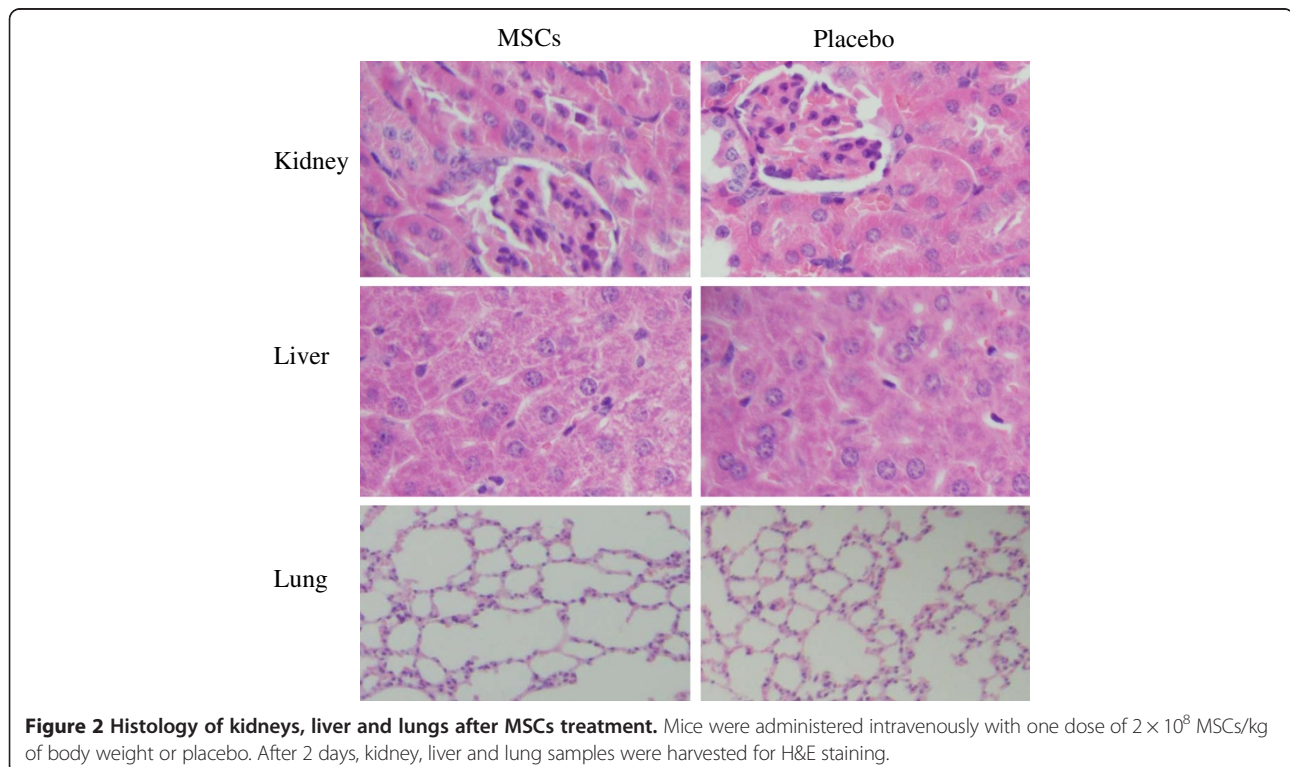 MSCs Placebo
Kidney
Liver
Lung
Figure 2 Histology of kidneys, liver and lungs after MSCs treatment. Mice were administered intravenously with one dose of 2 × 10⁸ MSCs/kg
of body weight or placebo. After 2 days, kidney, liver and lung samples were harvested for H&E staining.